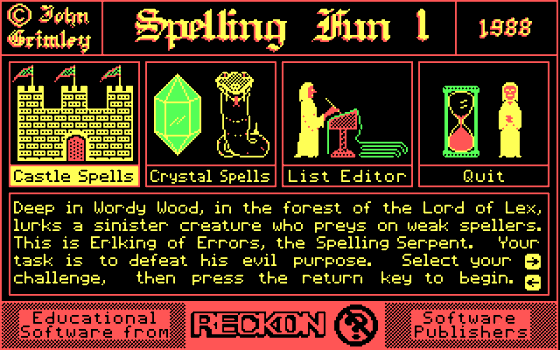 © John Grimley
Spelling Fun 1
1988
Castle Spells
Crystal Spells
List Editor
Quit
Deep in Wordy Wood, in the forest of the Lord of Lex,
lurks a sinister creature who preys on weak spellers.
This is Erlking of Errors, the Spelling Serpent. Your
task is to defeat his evil purpose. Select your →
challenge, then press the return key to begin. ←
Educational
Software from
RECKON
Software
Publishers